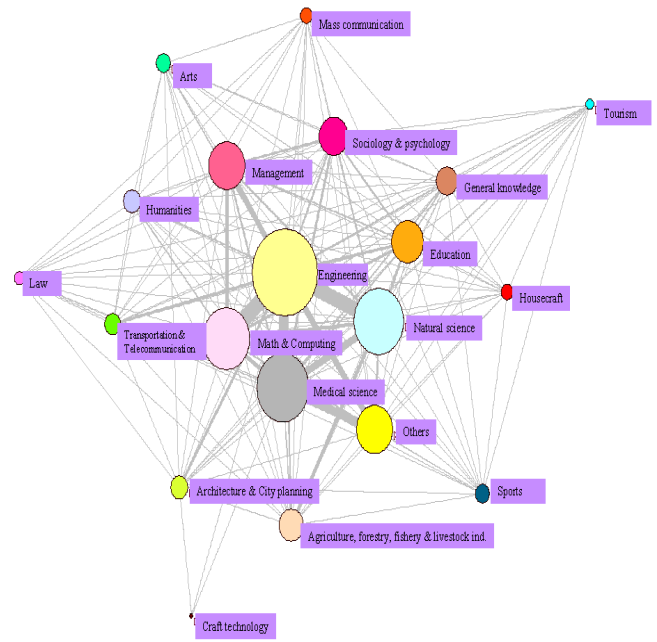 Mass communication
Arts
Tourism
Sociology & psychology
Management
General knowledge
Humanities
Education
Engineering
Law
Housecraft
Transportation &
Telecommunication
Natural science
Math & Computing
Medical science
Others
Architecture & City planning
Sports
Agriculture, forestry, fishery & livestock ind.
Craft technology